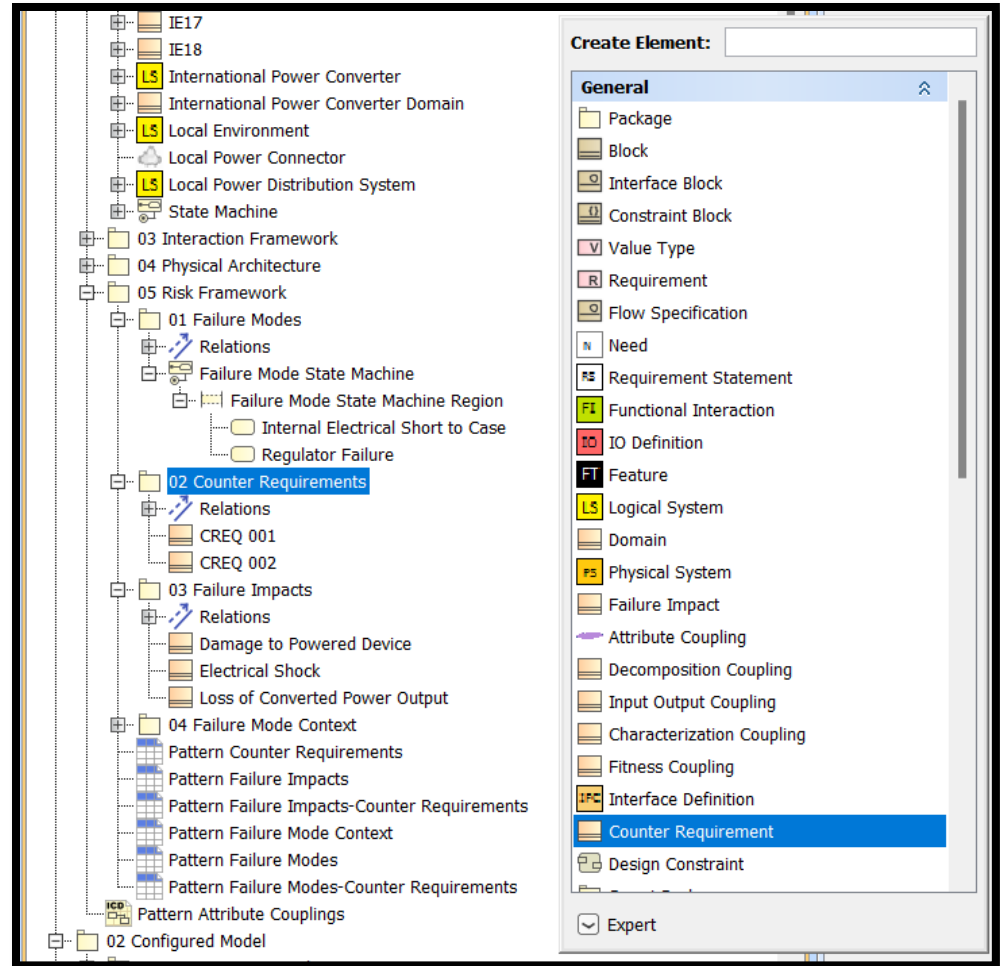 IE17
IE18
LS International Power Converter
International Power Converter Domain
LS Local Environment
Local Power Connector
LS Local Power Distribution System
State Machine
03 Interaction Framework
04 Physical Architecture
05 Risk Framework
01 Failure Modes
Relations
Failure Mode State Machine
Failure Mode State Machine Region
Internal Electrical Short to Case
Regulator Failure
02 Counter Requirements
Relations
CREQ 001
CREQ 002
03 Failure Impacts
Relations
Damage to Powered Device
Electrical Shock
Loss of Converted Power Output
04 Failure Mode Context
Pattern Counter Requirements
Pattern Failure Impacts
Pattern Failure Impacts-Counter Requirements
Pattern Failure Mode Context
Pattern Failure Modes
Pattern Failure Modes-Counter Requirements
ICD Pattern Attribute Couplings
02 Configured Model
Create Element:
General
Package
Block
Interface Block
{} Constraint Block
V Value Type
R Requirement
Flow Specification
N Need
RS Requirement Statement
FI Functional Interaction
IO IO Definition
FT Feature
LS Logical System
Domain
PS Physical System
Failure Impact
Attribute Coupling
Decomposition Coupling
Input Output Coupling
Characterization Coupling
Fitness Coupling
Interface Definition
Counter Requirement
Design Constraint
Expert